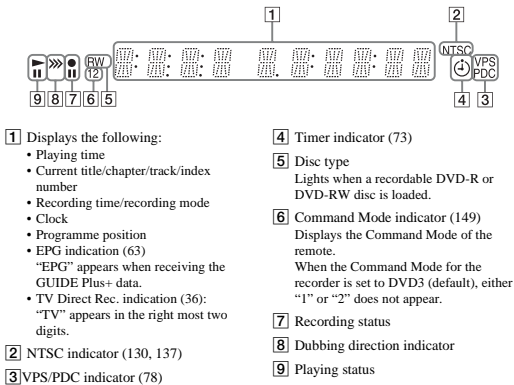 1
2
NTSC
RW
12
VPS
PDC
9
8
7
6
5
4
3
1 Displays the following:
• Playing time
• Current title/chapter/track/index
number
• Recording time/recording mode
• Clock
• Programme position
• EPG indication (63)
“EPG” appears when receiving the
GUIDE Plus+ data.
• TV Direct Rec. indication (36):
“TV” appears in the right most two
digits.
2 NTSC indicator (130, 137)
3 VPS/PDC indicator (78)
4 Timer indicator (73)
5 Disc type
Lights when a recordable DVD-R or
DVD-RW disc is loaded.
6 Command Mode indicator (149)
Displays the Command Mode of the
remote.
When the Command Mode for the
recorder is set to DVD3 (default), either
“1” or “2” does not appear.
7 Recording status
8 Dubbing direction indicator
9 Playing status